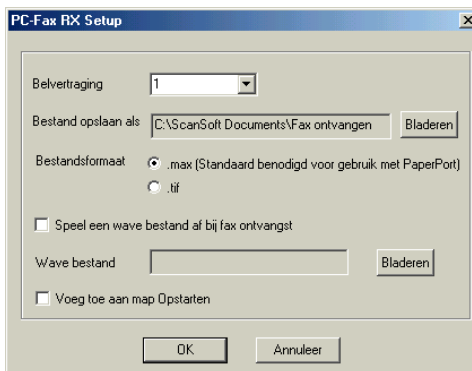 PC-Fax RX Setup
Belvertraging 1
Bestand opslaan als C:\ScanSoft Documents\Fax ontvangen Bladeren
Bestandsformaat .max (Standaard benodigd voor gebruik met PaperPort)
.tif
Speel een wave bestand af bij fax ontvangst
Wave bestand Bladeren
Voeg toe aan map Opstarten
OK Annuleer